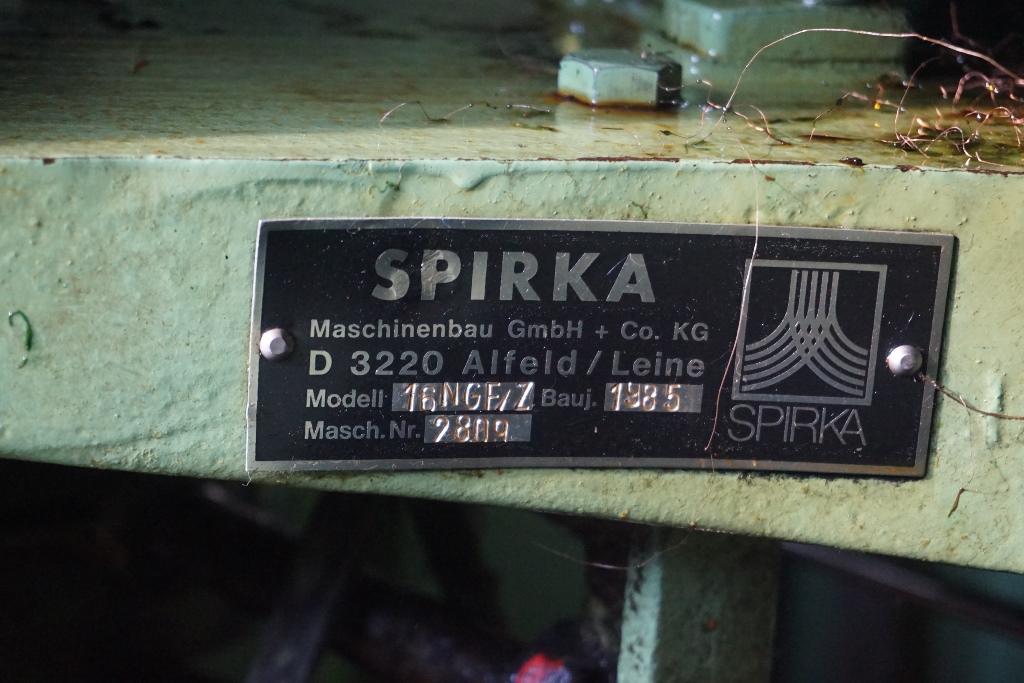 SPIRKA
Maschinenbau GmbH + Co. KG
D 3220 Alfeld/Leine
Modell 16NGF/Z Bauj. 1985
Masch.Nr. 2809
SPIRKA